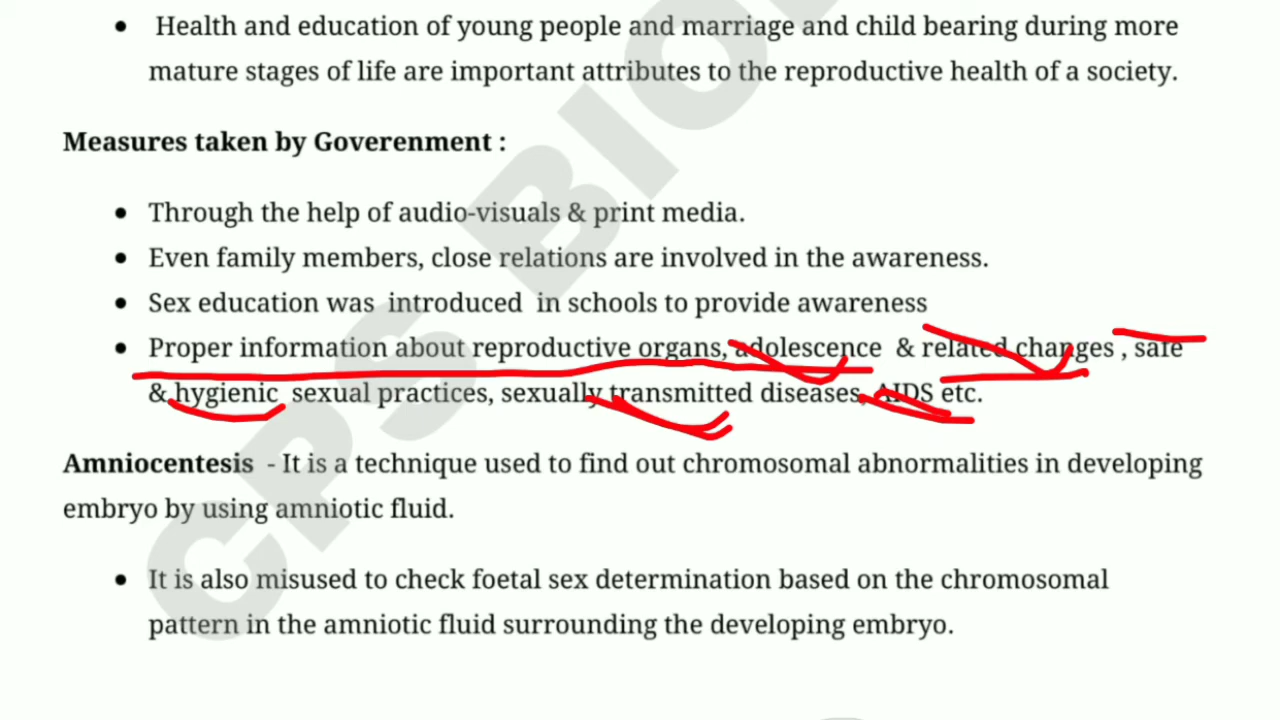 Health and education of young people and marriage and child bearing during more
mature stages of life are important attributes to the reproductive health of a society.
Measures taken by Goverenment :
Through the help of audio-visuals & print media.
Even family members, close relations are involved in the awareness.
Sex education was introduced in schools to provide awareness
Proper information about reproductive organs, adolescence & related changes , safe
& hygienic sexual practices, sexually transmitted diseases, AIDS etc.
Amniocentesis - It is a technique used to find out chromosomal abnormalities in developing
embryo by using amniotic fluid.
It is also misused to check foetal sex determination based on the chromosomal
pattern in the amniotic fluid surrounding the developing embryo.
CPS BIO